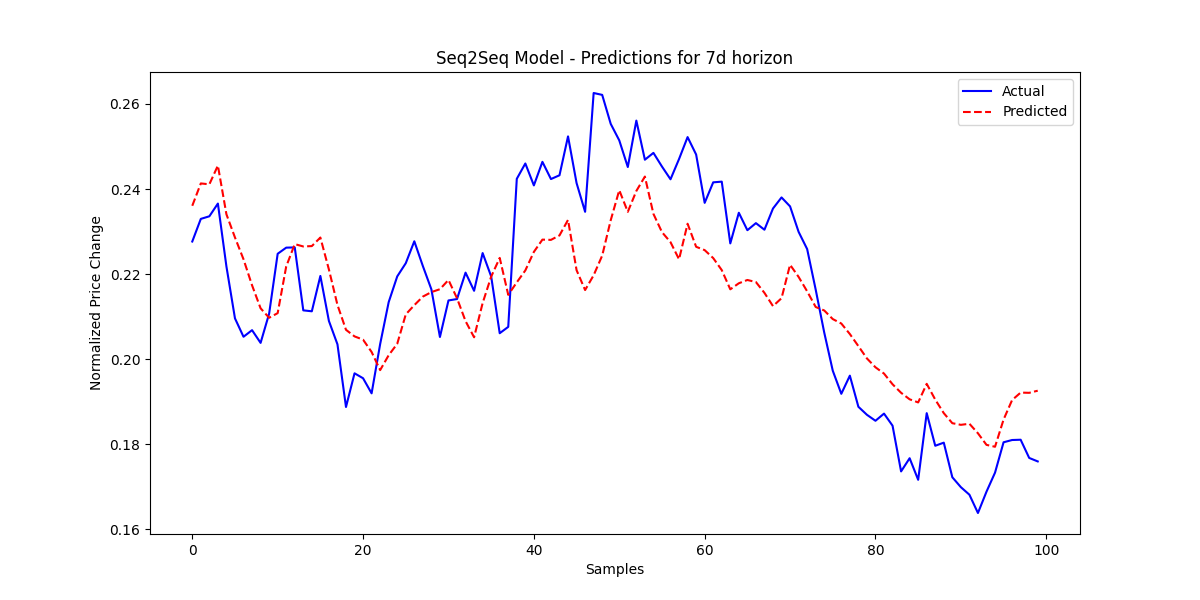 Seq2Seq Model - Predictions for 7d horizon
Actual
Predicted
Normalized Price Change
0.26
0.24
0.22
0.20
0.18
0.16
0 20 40 60 80 100
Samples